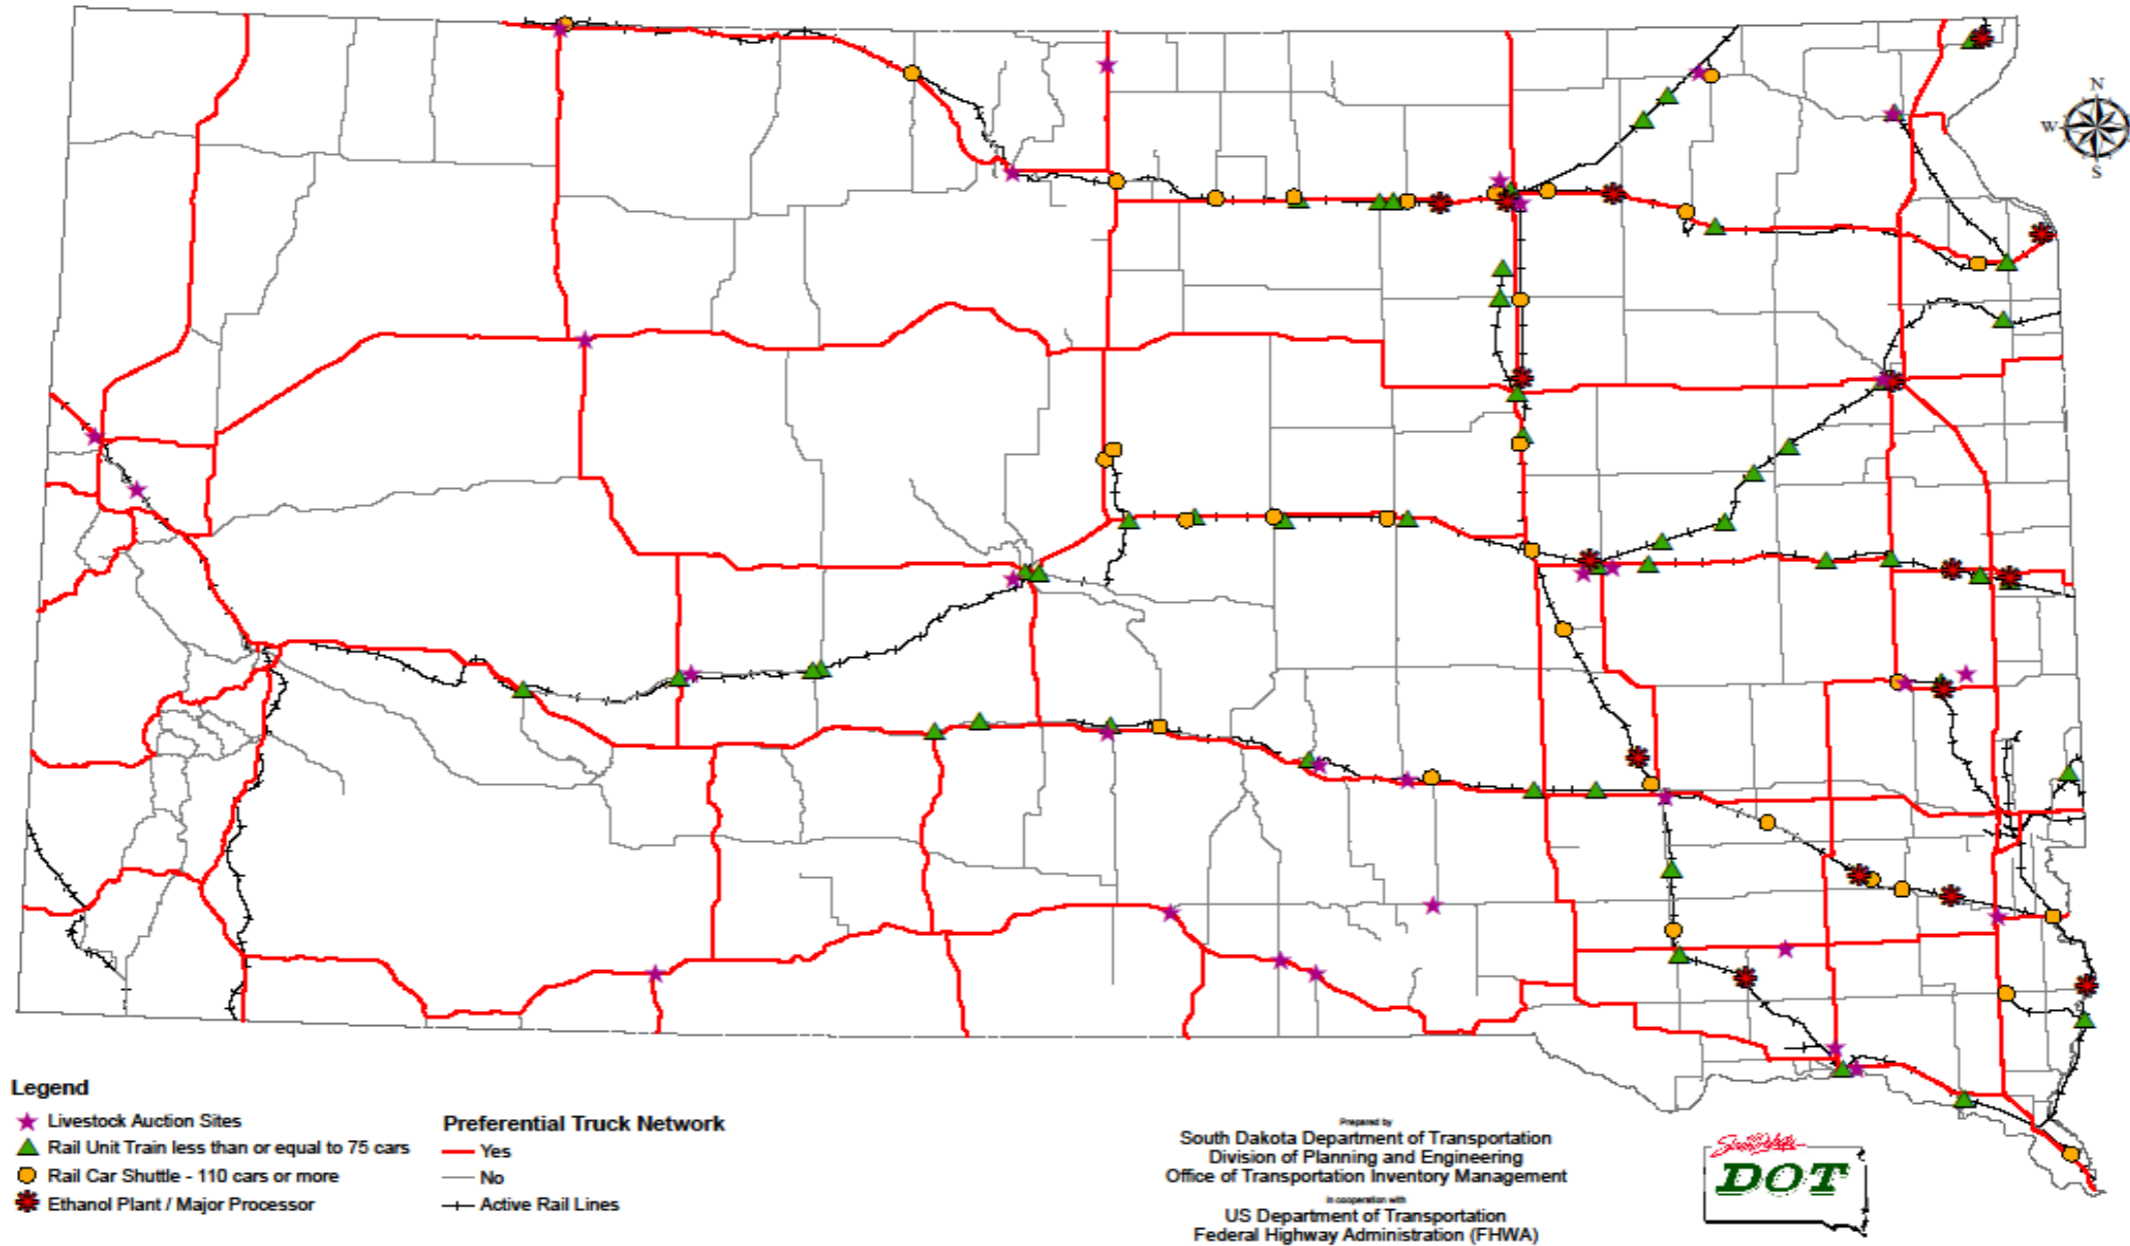 N
W
S
Legend
Livestock Auction Sites
Rail Unit Train less than or equal to 75 cars
Rail Car Shuttle - 110 cars or more
Ethanol Plant / Major Processor
Preferential Truck Network
Yes
No
Active Rail Lines
Prepared by
South Dakota Department of Transportation
Division of Planning and Engineering
Office of Transportation Inventory Management
in cooperation with
US Department of Transportation
Federal Highway Administration (FHWA)
South Dakota
DOT